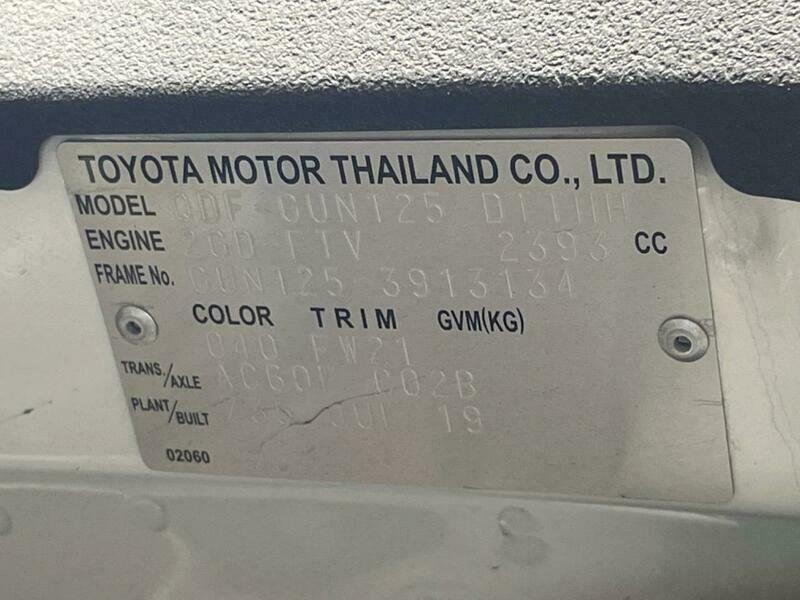 TOYOTA MOTOR THAILAND CO., LTD.
MODEL QDF-GUN125 DTTHH
ENGINE 2GD-FTV 2393 CC
FRAME No. GUN125-3913134
COLOR TRIM GVM(KG)
040 FW21
TRANS./AXLE AC60F C02B
PLANT/BUILT JUL 19
02060